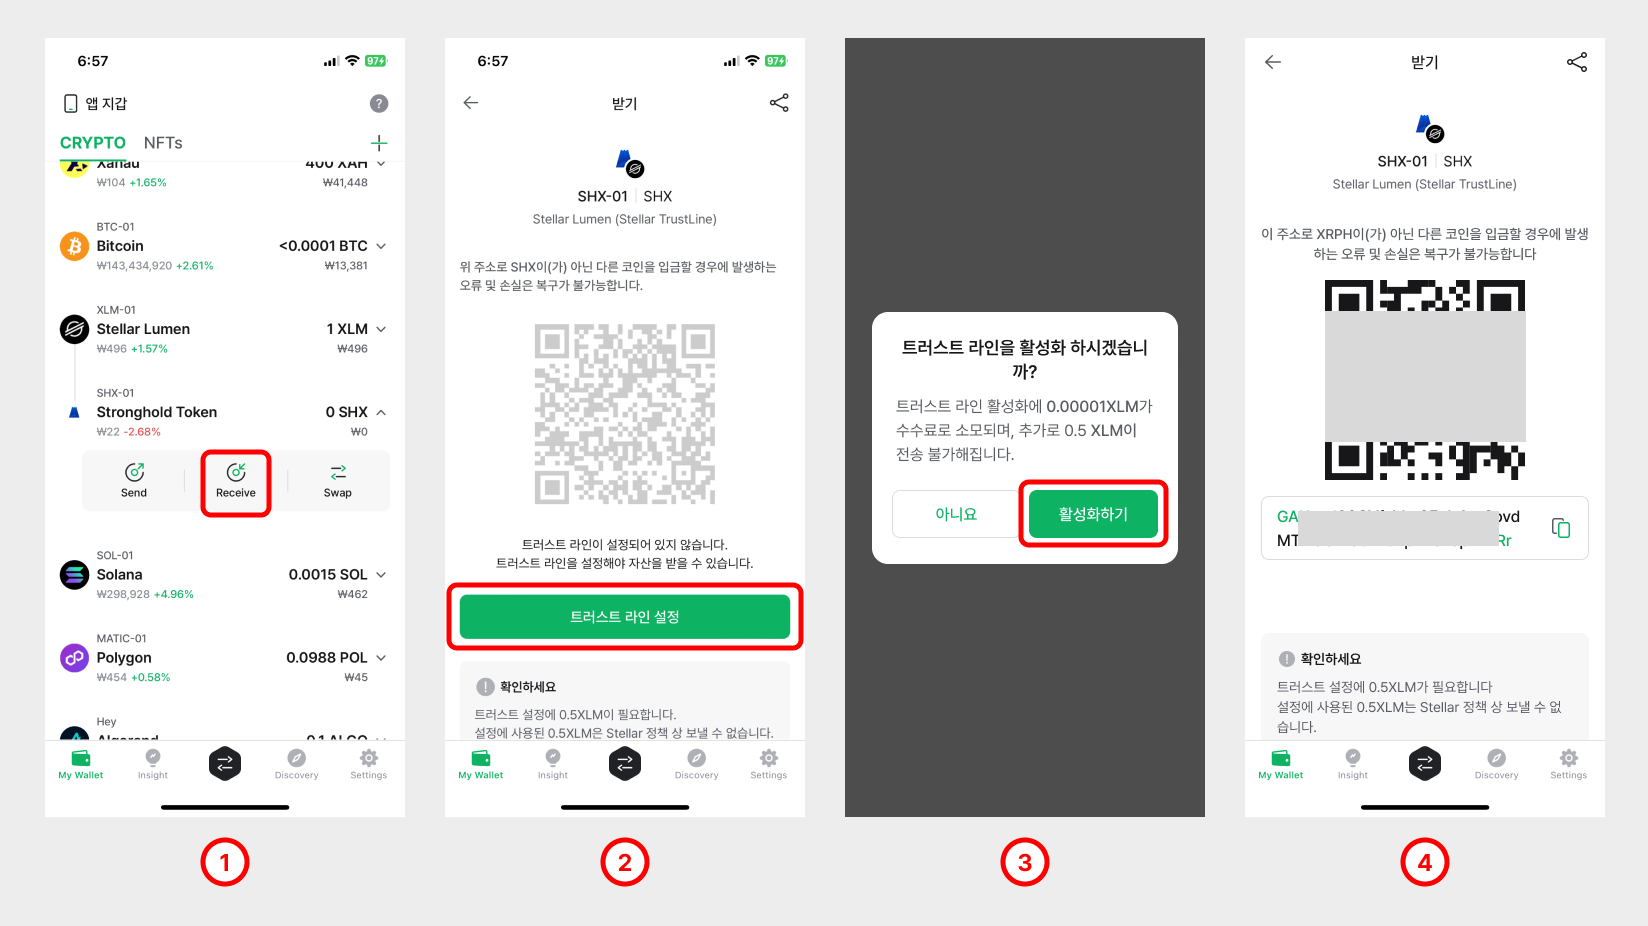 6:57
97
앱 지갑
?
CRYPTO NFTs
Xahau 400 XAH
₩104 +1.65% ₩41,448
BTC-01
Bitcoin <0.0001 BTC
₩143,434,920 +2.61% ₩13,381
XLM-01
Stellar Lumen 1 XLM
₩496 +1.57% ₩496
SHX-01
Stronghold Token 0 SHX
₩22 -2.68% ₩0
Send Receive Swap
SOL-01
Solana 0.0015 SOL
₩298,928 +4.96% ₩462
MATIC-01
Polygon 0.0988 POL
₩454 +0.58% ₩45
Hey
Algorand 0.1 ALGO
My Wallet Insight Discovery Settings
1
6:57
97
받기
SHX-01 SHX
Stellar Lumen (Stellar TrustLine)
위 주소로 SHX이(가) 아닌 다른 코인을 입금할 경우에 발생하는
오류 및 손실은 복구가 불가능합니다.
트러스트 라인이 설정되어 있지 않습니다.
트러스트 라인을 설정해야 자산을 받을 수 있습니다.
트러스트 라인 설정
! 확인하세요
트러스트 설정에 0.5XLM이 필요합니다.
설정에 사용된 0.5XLM은 Stellar 정책 상 보낼 수 없습니다.
My Wallet Insight Discovery Settings
2
트러스트 라인을 활성화 하시겠습니
까?
트러스트 라인 활성화에 0.00001XLM가
수수료로 소모되며, 추가로 0.5 XLM이
전송 불가해집니다.
아니요 활성화하기
3
받기
SHX-01 SHX
Stellar Lumen (Stellar TrustLine)
이 주소로 XRPH이(가) 아닌 다른 코인을 입금할 경우에 발생
하는 오류 및 손실은 복구가 불가능합니다
! 확인하세요
트러스트 설정에 0.5XLM가 필요합니다
설정에 사용된 0.5XLM는 Stellar 정책 상 보낼 수 없
습니다.
My Wallet Insight Discovery Settings
4